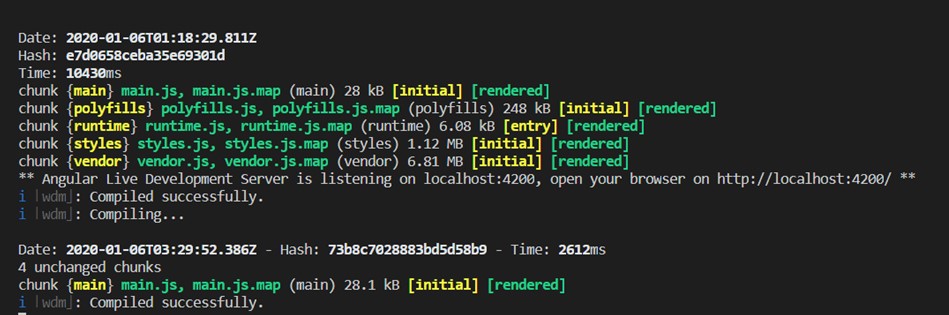 Date: 2020-01-06T01:18:29.811Z
Hash: e7d0658ceba35e69301d
Time: 10430ms
chunk {main} main.js, main.js.map (main) 28 kB [initial] [rendered]
chunk {polyfills} polyfills.js, polyfills.js.map (polyfills) 248 kB [initial] [rendered]
chunk {runtime} runtime.js, runtime.js.map (runtime) 6.08 kB [entry] [rendered]
chunk {styles} styles.js, styles.js.map (styles) 1.12 MB [initial] [rendered]
chunk {vendor} vendor.js, vendor.js.map (vendor) 6.81 MB [initial] [rendered]
** Angular Live Development Server is listening on localhost:4200, open your browser on http://localhost:4200/ **
i ｢wdm｣: Compiled successfully.
i ｢wdm｣: Compiling...
Date: 2020-01-06T03:29:52.386Z - Hash: 73b8c7028883bd5d58b9 - Time: 2612ms
4 unchanged chunks
chunk {main} main.js, main.js.map (main) 28.1 kB [initial] [rendered]
i ｢wdm｣: Compiled successfully.